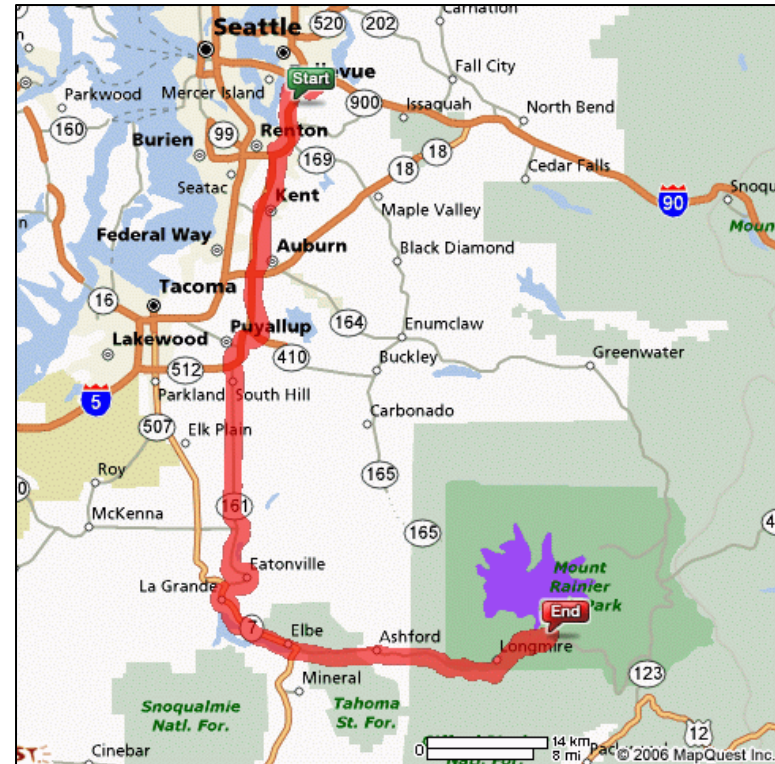 Carnation
Seattle
520
202
Bellevue
Start
Fall City
Parkwood
Mercer Island
900
Issaquah
North Bend
160
99
Renton
Burien
169
18
18
Cedar Falls
Seatac
Kent
90
Maple Valley
Federal Way
Auburn
Black Diamond
Tacoma
16
164
Enumclaw
Lakewood
Puyallup
410
Greenwater
512
Buckley
Parkland
South Hill
5
507
Carbonado
Elk Plain
Roy
165
161
McKenna
165
Eatonville
La Grande
Mount
Rainier
Park
End
7
Elbe
Ashford
Longmire
123
Mineral
Snoqualmie
Natl. For.
Tahoma
St. For.
12
0
14 km
8 mi
Cinebar
© 2006 MapQuest Inc.